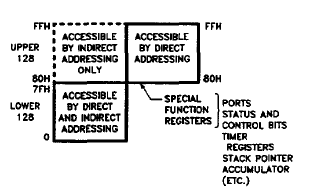 FFH
UPPER
128
80H
ACCESSIBLE
BY INDIRECT
ADDRESSING
ONLY
ACCESSIBLE
BY DIRECT
ADDRESSING
FFH
80H
7FH
LOWER
128
0
ACCESSIBLE
BY DIRECT
AND INDIRECT
ADDRESSING
SPECIAL
FUNCTION
REGISTERS
PORTS
STATUS AND
CONTROL BITS
TIMER
REGISTERS
STACK POINTER
ACCUMULATOR
(ETC.)